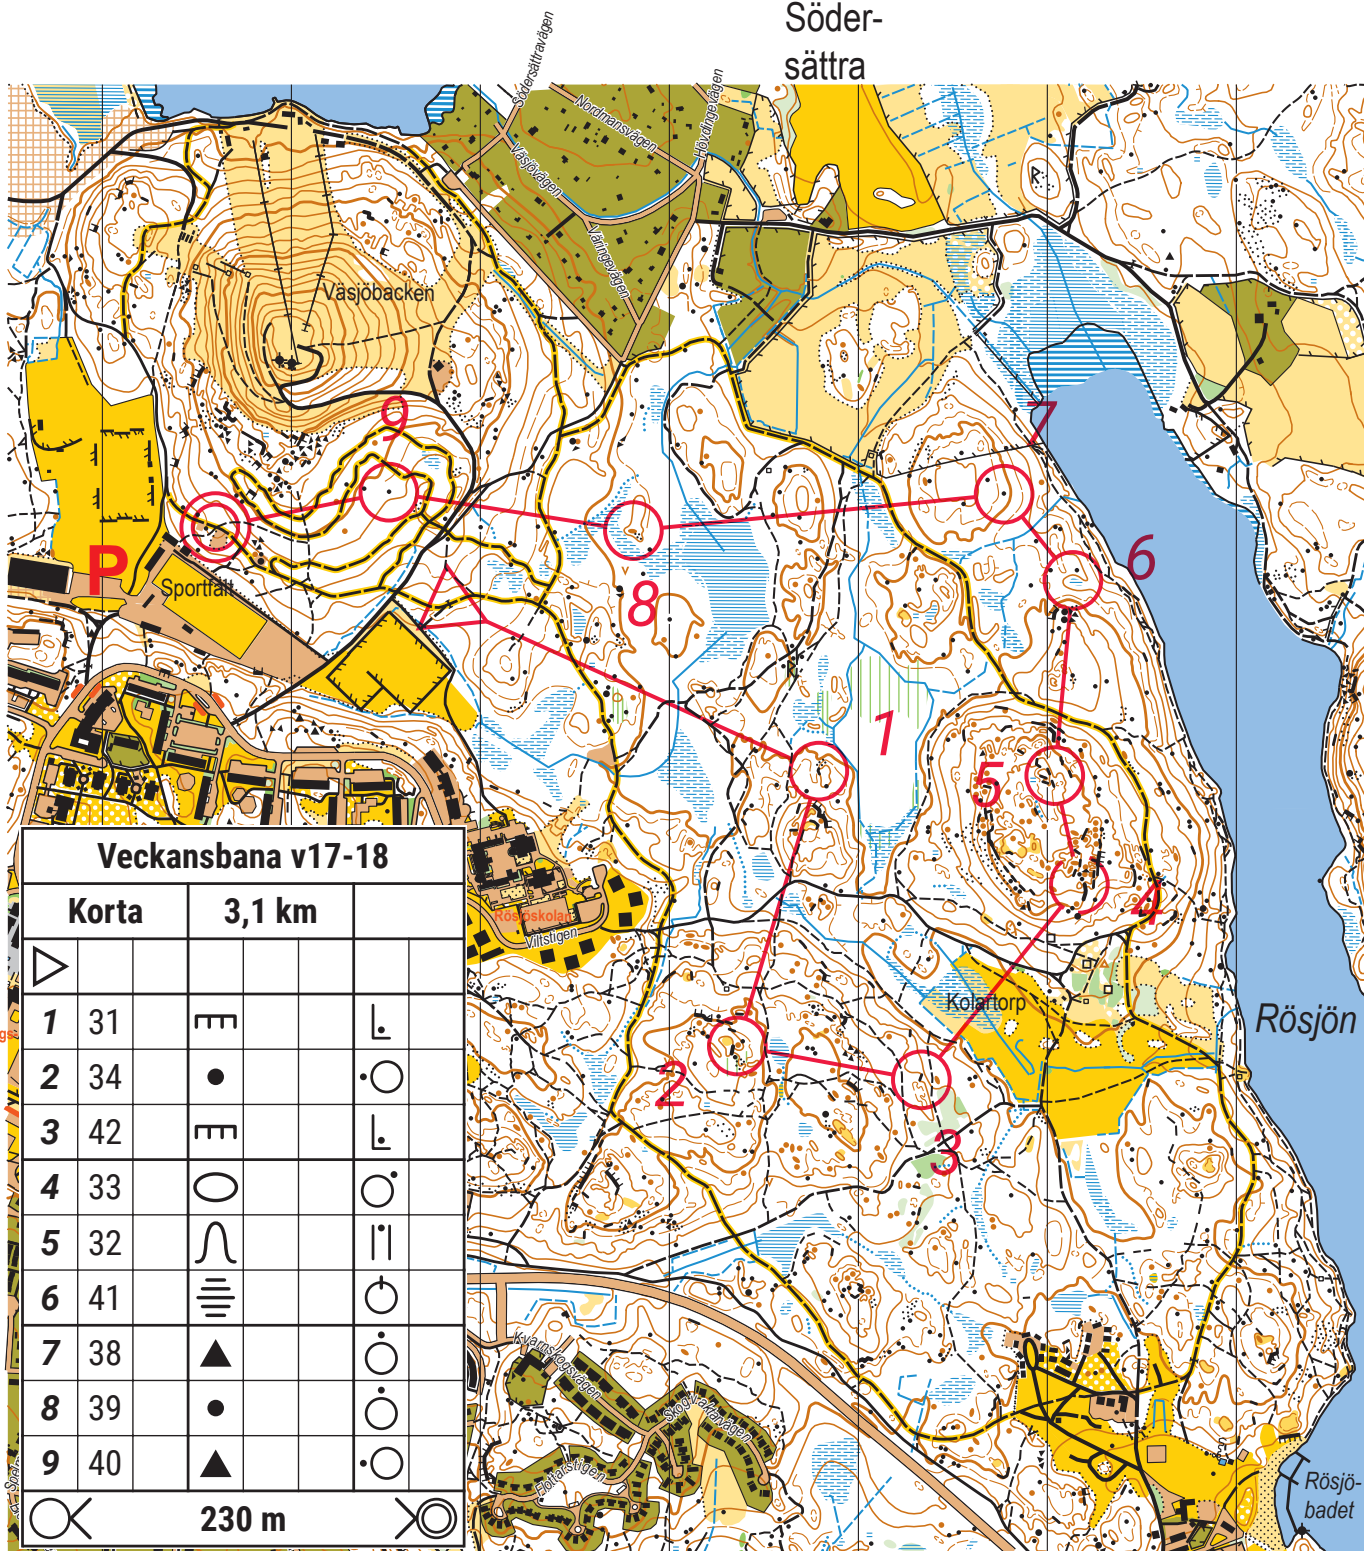 Söder-
sättra
Södersättravägen
Nordmansvägen
Hövdingevägen
Väsjövägen
Väringevägen
Väsjöbacken
9
7
6
P
Sportfält
8
1
5
4
Rösjöskolan
Viltstigen
Kolartorp
Rösjön
2
3
Veckansbana v17-18
Korta 3,1 km
1 31
2 34
3 42
4 33
5 32
6 41
7 38
8 39
9 40
230 m
Kvarnskogsvägen
Skogvaktarvägen
Flottarstigen
Rösjö-
badet